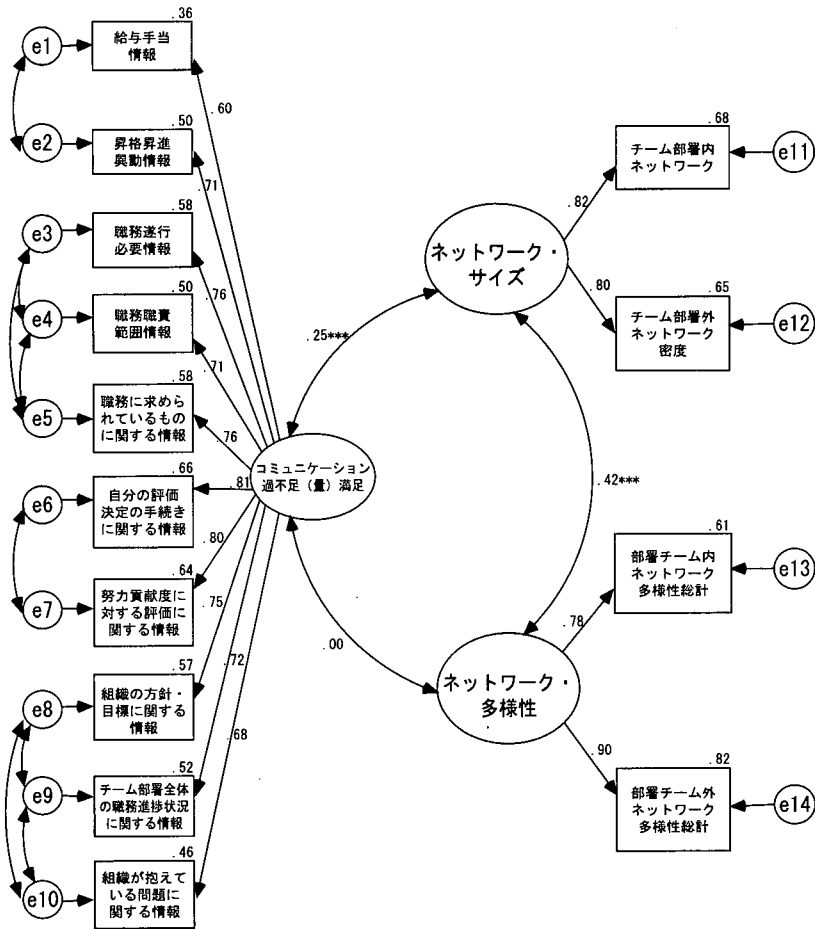 .36
e1
給与手当
情報
.60
.50
e2
昇格昇進
異動情報
.71
.58
e3
職務遂行
必要情報
.76
.50
e4
職務職責
範囲情報
.71
.58
e5
職務に求めら
れているもの
に関する情報
.76
.66
e6
自分の評価
決定の手続き
に関する情報
.81
.64
e7
努力貢献度に
対する評価に
関する情報
.80
.57
e8
組織の方針・
目標に関する
情報
.75
.52
e9
チーム部署全体
の職務進捗状況
に関する情報
.72
.46
e10
組織が抱えて
いる問題に
関する情報
.68
コミュニケーション
過不足（量）満足
.25***
.00
.42***
ネットワーク・
サイズ
.82
.80
.68
チーム部署内
ネットワーク
e11
.65
チーム部署外
ネットワーク
密度
e12
ネットワーク・
多様性
.78
.90
.61
部署チーム内
ネットワーク
多様性総計
e13
.82
部署チーム外
ネットワーク
多様性総計
e14